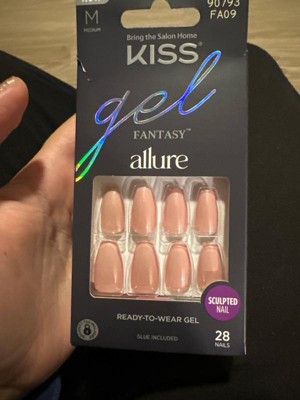 M
MEDIUM
90793
FA09
Bring the Salon Home
KISS®
gel
FANTASY™
allure
SCULPTED
NAIL
READY-TO-WEAR GEL
GLUE INCLUDED
28
NAILS